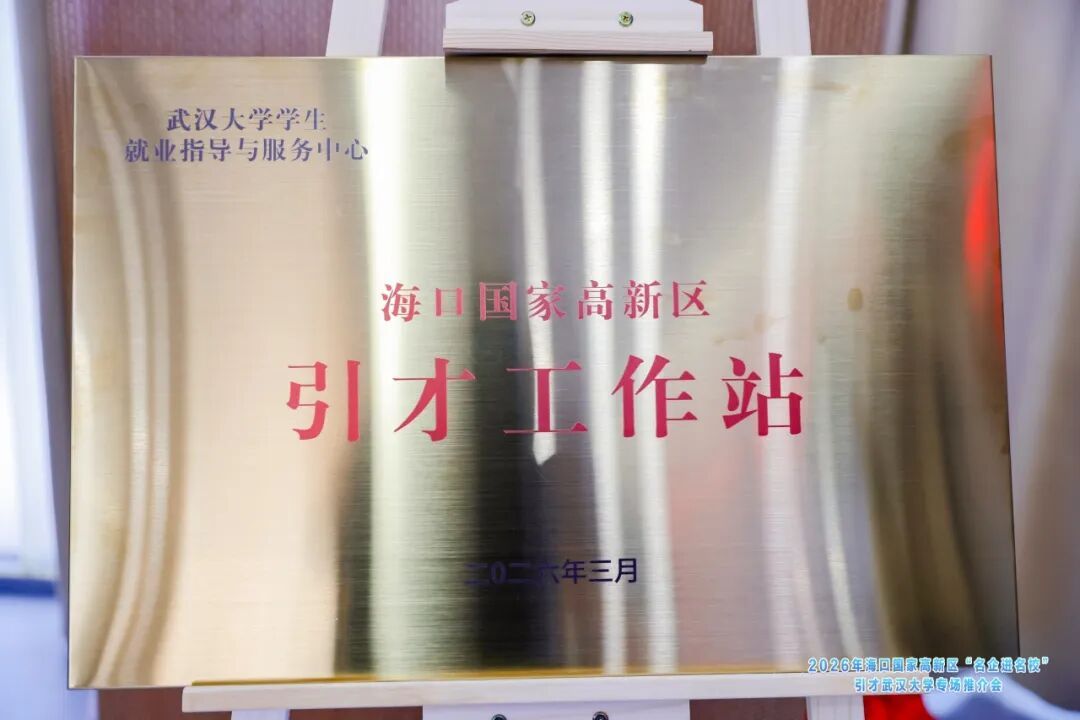 武汉大学学生
就业指导与服务中心
海口国家高新区
引才工作站
二0二六年三月
2026年海口国家高新区“名企进名校”
引才武汉大学专场推介会